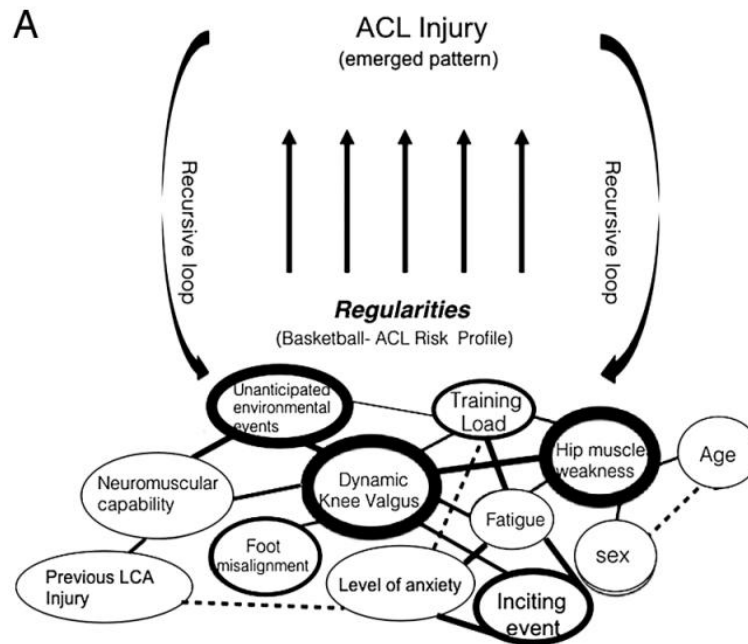 A
ACL Injury
(emerged pattern)
Recursive loop
Recursive loop
Regularities
(Basketball- ACL Risk Profile)
Unanticipated
environmental
events
Training
Load
Hip muscles
weakness
Age
Neuromuscular
capability
Dynamic
Knee Valgus
Fatigue
Foot
misalignment
sex
Previous LCA
Injury
Level of anxiety
Inciting
event